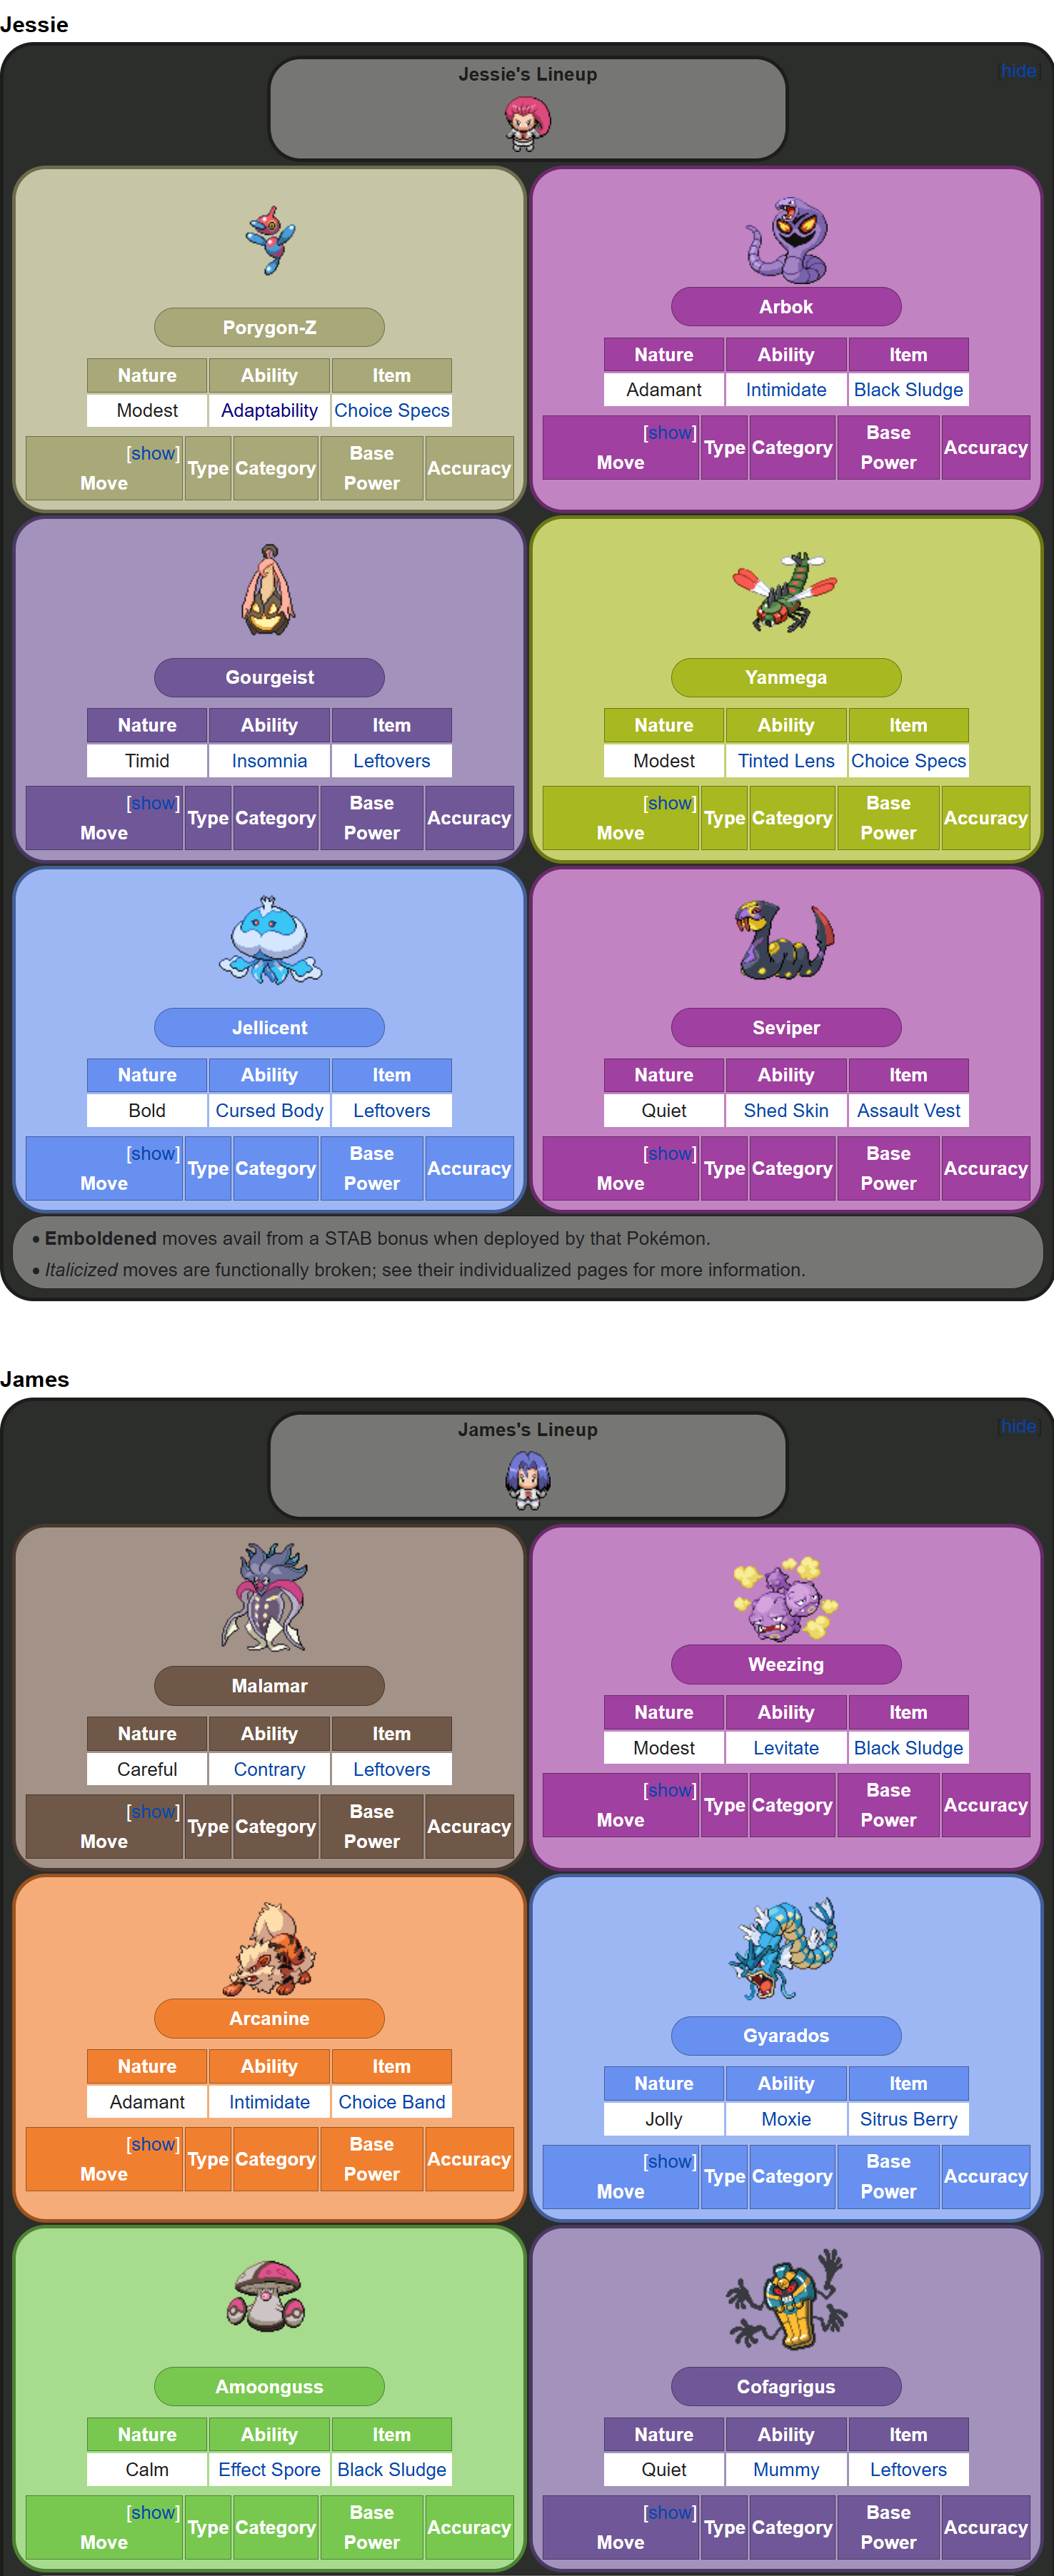 Jessie
Jessie's Lineup
[hide]
Porygon-Z
Nature Ability Item
Modest Adaptability Choice Specs
[show]
Move Type Category Base Power Accuracy
Arbok
Nature Ability Item
Adamant Intimidate Black Sludge
[show]
Move Type Category Base Power Accuracy
Gourgeist
Nature Ability Item
Timid Insomnia Leftovers
[show]
Move Type Category Base Power Accuracy
Yanmega
Nature Ability Item
Modest Tinted Lens Choice Specs
[show]
Move Type Category Base Power Accuracy
Jellicent
Nature Ability Item
Bold Cursed Body Leftovers
[show]
Move Type Category Base Power Accuracy
Seviper
Nature Ability Item
Quiet Shed Skin Assault Vest
[show]
Move Type Category Base Power Accuracy
• Emboldened moves avail from a STAB bonus when deployed by that Pokémon.
• Italicized moves are functionally broken; see their individualized pages for more information.
James
James's Lineup
[hide]
Malamar
Nature Ability Item
Careful Contrary Leftovers
[show]
Move Type Category Base Power Accuracy
Weezing
Nature Ability Item
Modest Levitate Black Sludge
[show]
Move Type Category Base Power Accuracy
Arcanine
Nature Ability Item
Adamant Intimidate Choice Band
[show]
Move Type Category Base Power Accuracy
Gyarados
Nature Ability Item
Jolly Moxie Sitrus Berry
[show]
Move Type Category Base Power Accuracy
Amoonguss
Nature Ability Item
Calm Effect Spore Black Sludge
[show]
Move Type Category Base Power Accuracy
Cofagrigus
Nature Ability Item
Quiet Mummy Leftovers
[show]
Move Type Category Base Power Accuracy